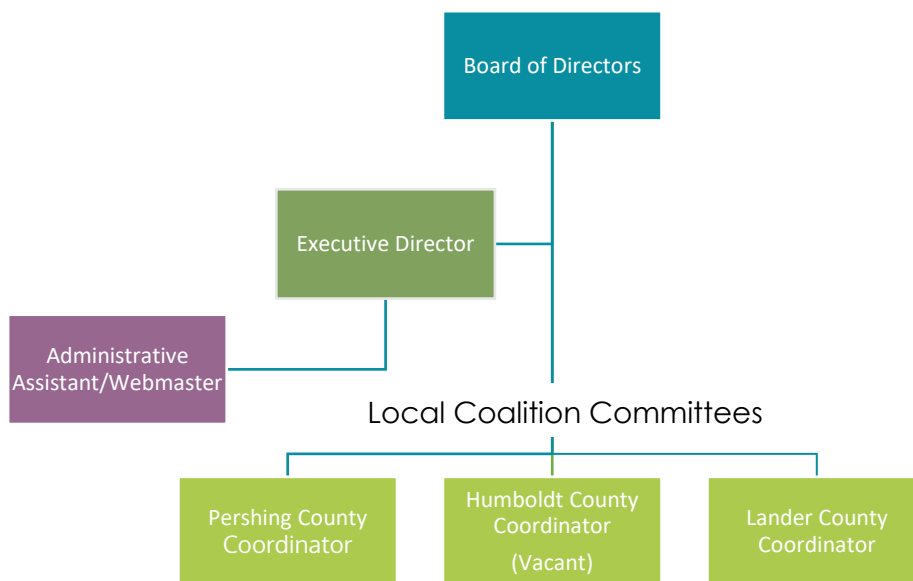 Board of Directors
Executive Director
Administrative
Assistant/Webmaster
Local Coalition Committees
Pershing County
Coordinator
Humboldt County
Coordinator
(Vacant)
Lander County
Coordinator